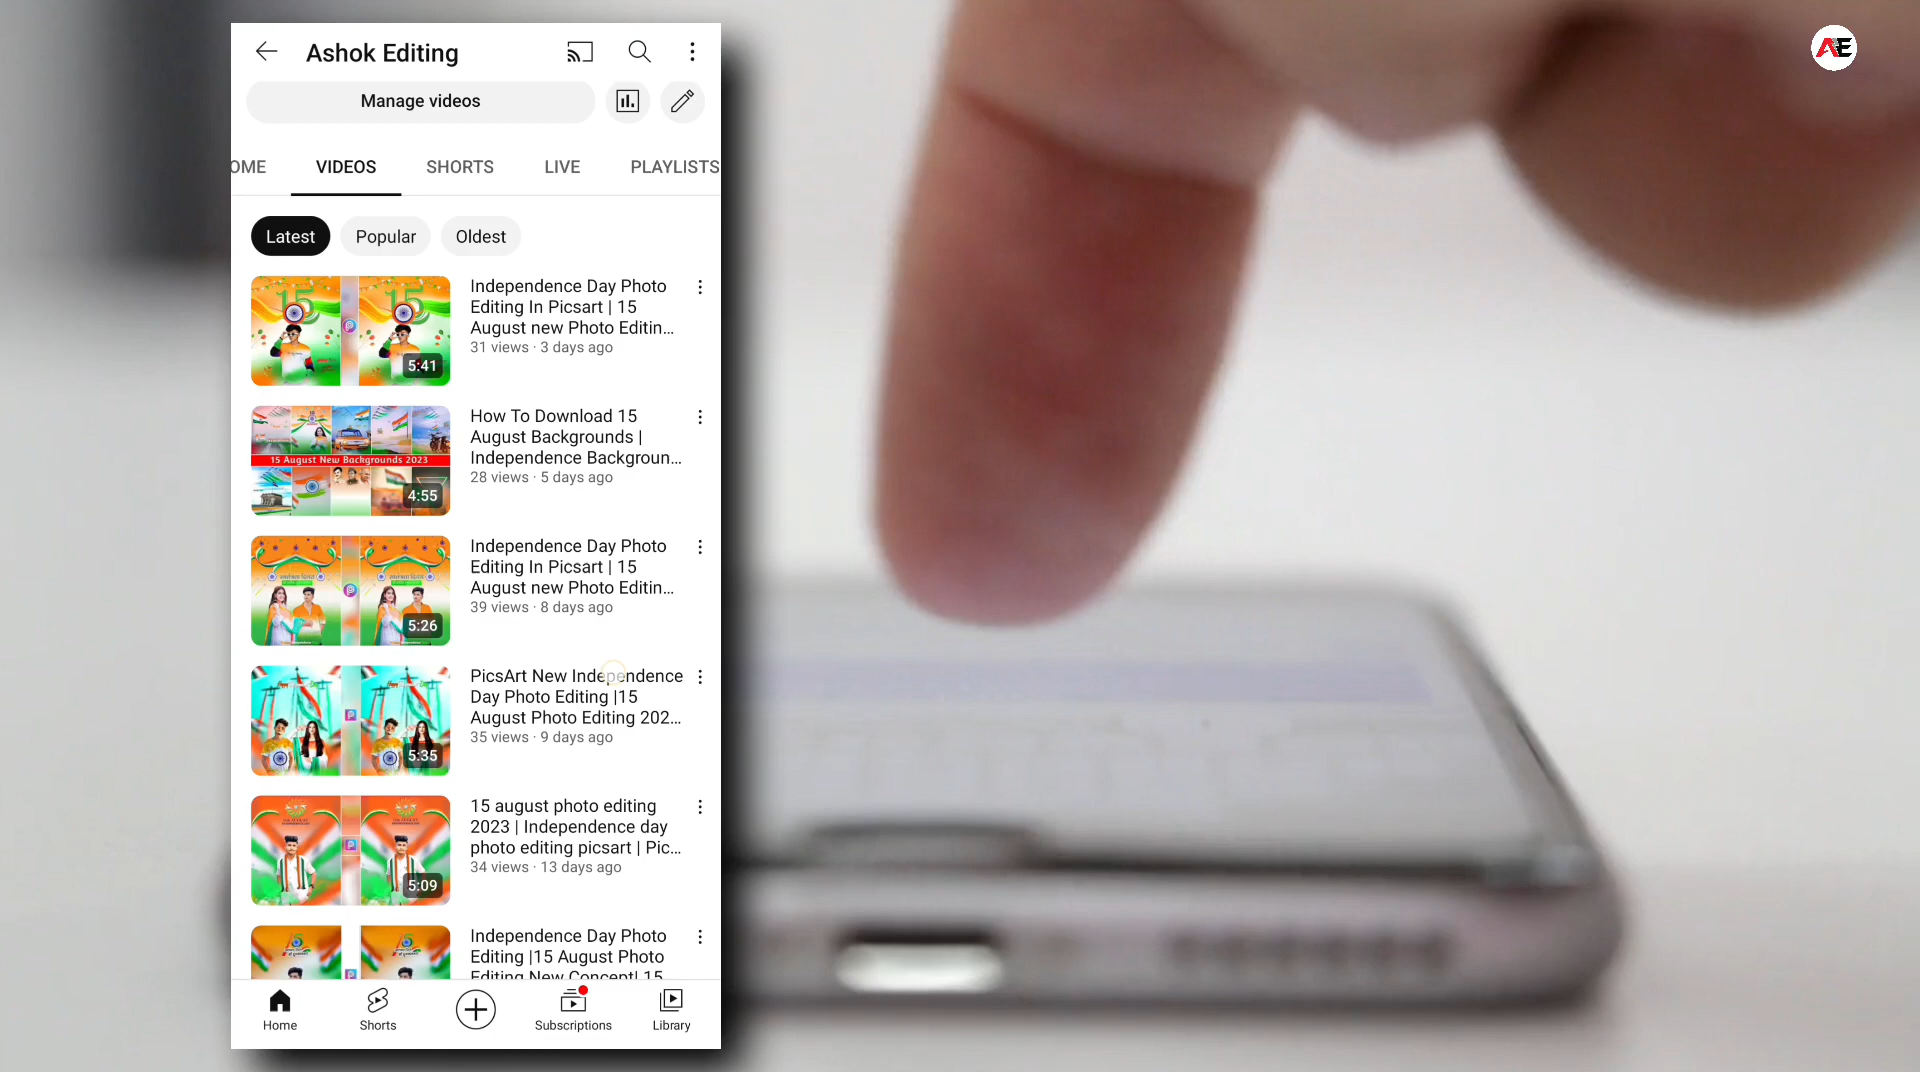 Ashok Editing
AE
Manage videos
OME VIDEOS SHORTS LIVE PLAYLISTS
Latest Popular Oldest
15 15
5:41
Independence Day Photo
Editing In Picsart | 15
August new Photo Editin...
31 views · 3 days ago
15 August New Backgrounds 2023
4:55
How To Download 15
August Backgrounds |
Independence Backgroun...
28 views · 5 days ago
5:26
Independence Day Photo
Editing In Picsart | 15
August new Photo Editin...
39 views · 8 days ago
5:35
PicsArt New Independence
Day Photo Editing |15
August Photo Editing 202...
35 views · 9 days ago
5:09
15 august photo editing
2023 | Independence day
photo editing picsart | Pic...
34 views · 13 days ago
Independence Day Photo
Editing |15 August Photo
Editing New Concept| 15
Home Shorts Subscriptions Library